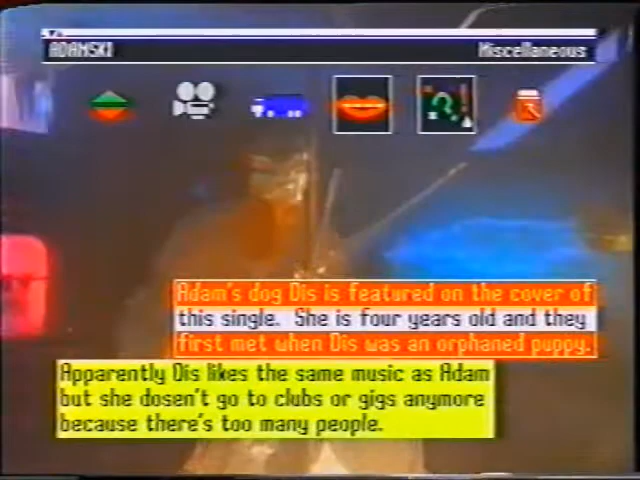 ADAMSKI
Miscellaneous
Adam's dog Dis is featured on the cover of
this single. She is four years old and they
first met when Dis was an orphaned puppy.
Apparently Dis likes the same music as Adam
but she dosen't go to clubs or gigs anymore
because there's too many people.